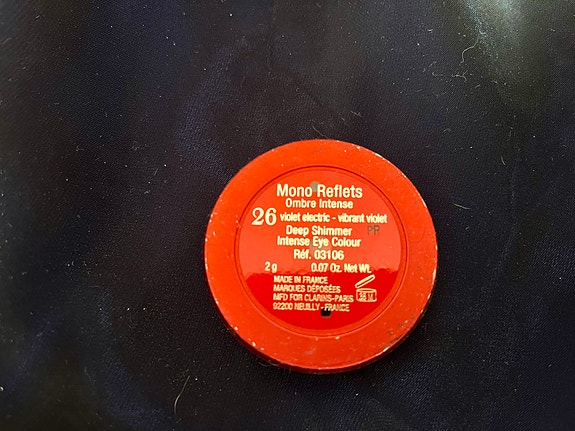 Mono Reflets
Ombre Intense
26 violet electric - vibrant violet
Deep Shimmer PP
Intense Eye Colour
Réf. 03106
2 g 0.07 Oz. Net Wt.
MADE IN FRANCE
MARQUES DÉPOSÉES
MFD FOR CLARINS-PARIS
92200 NEUILLY-FRANCE